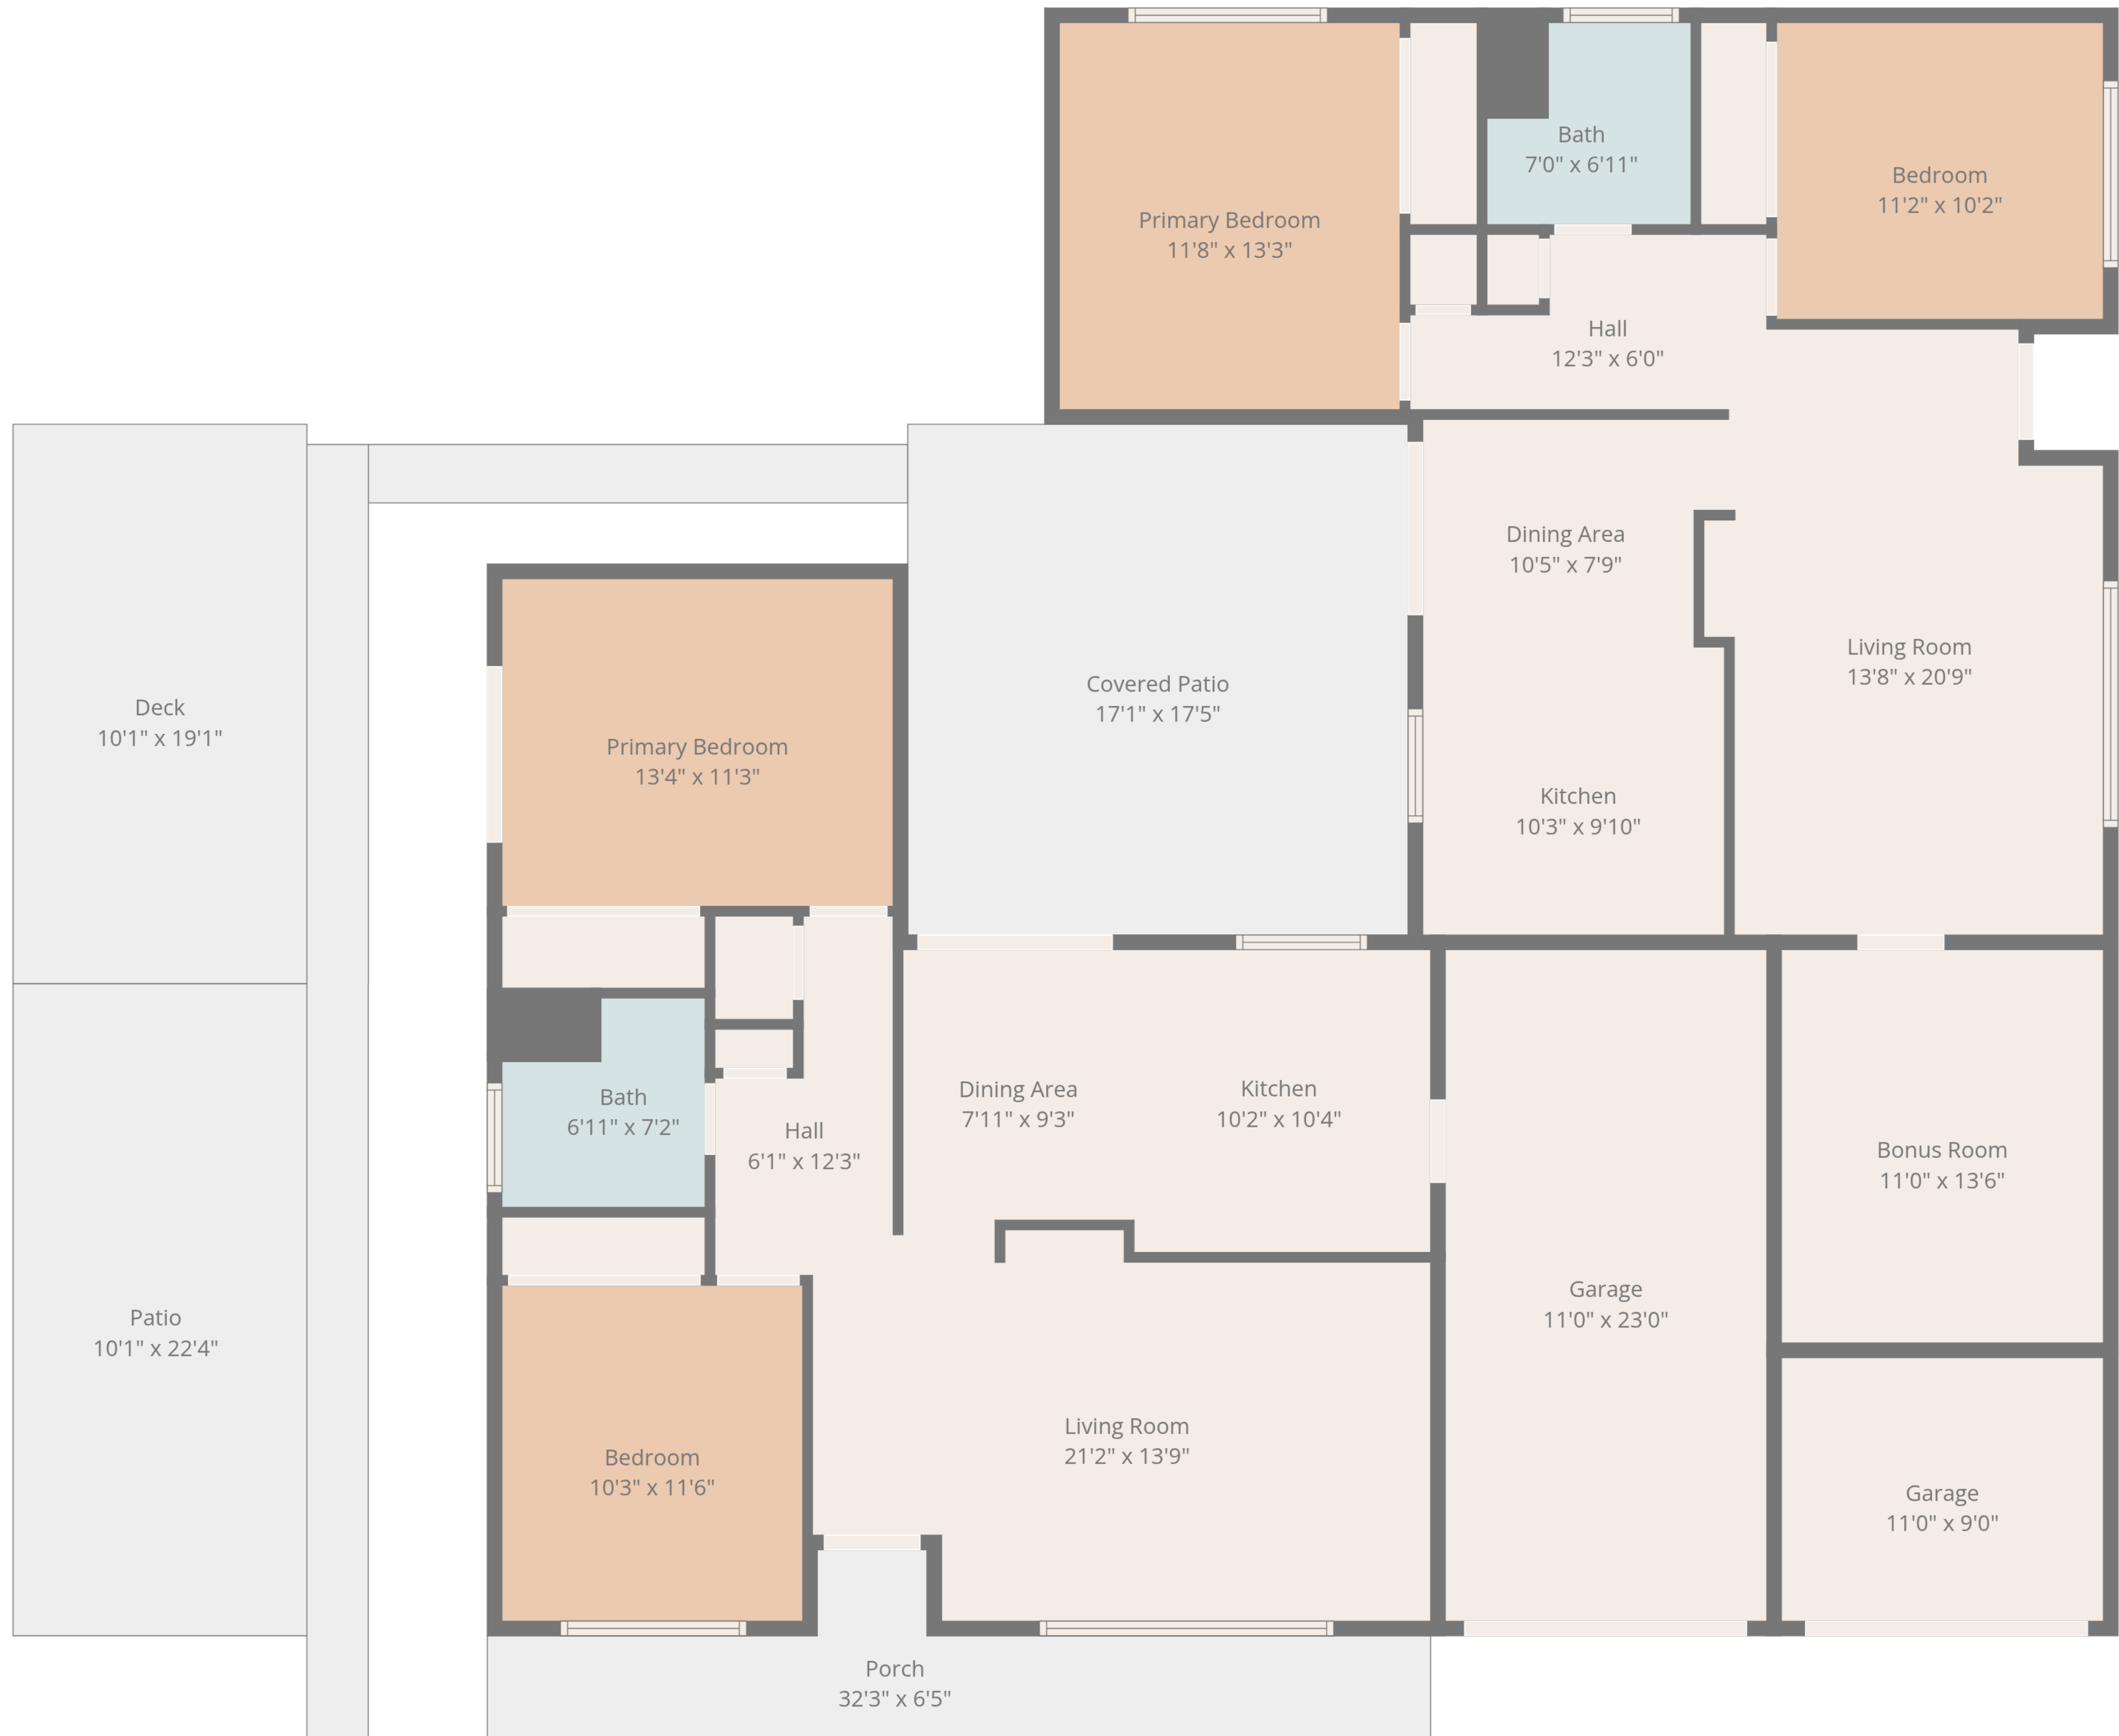 Bath
7'0" x 6'11"
Bedroom
11'2" x 10'2"
Primary Bedroom
11'8" x 13'3"
Hall
12'3" x 6'0"
Dining Area
10'5" x 7'9"
Living Room
13'8" x 20'9"
Covered Patio
17'1" x 17'5"
Deck
10'1" x 19'1"
Primary Bedroom
13'4" x 11'3"
Kitchen
10'3" x 9'10"
Bath
6'11" x 7'2"
Hall
6'1" x 12'3"
Dining Area
7'11" x 9'3"
Kitchen
10'2" x 10'4"
Bonus Room
11'0" x 13'6"
Garage
11'0" x 23'0"
Patio
10'1" x 22'4"
Living Room
21'2" x 13'9"
Bedroom
10'3" x 11'6"
Garage
11'0" x 9'0"
Porch
32'3" x 6'5"